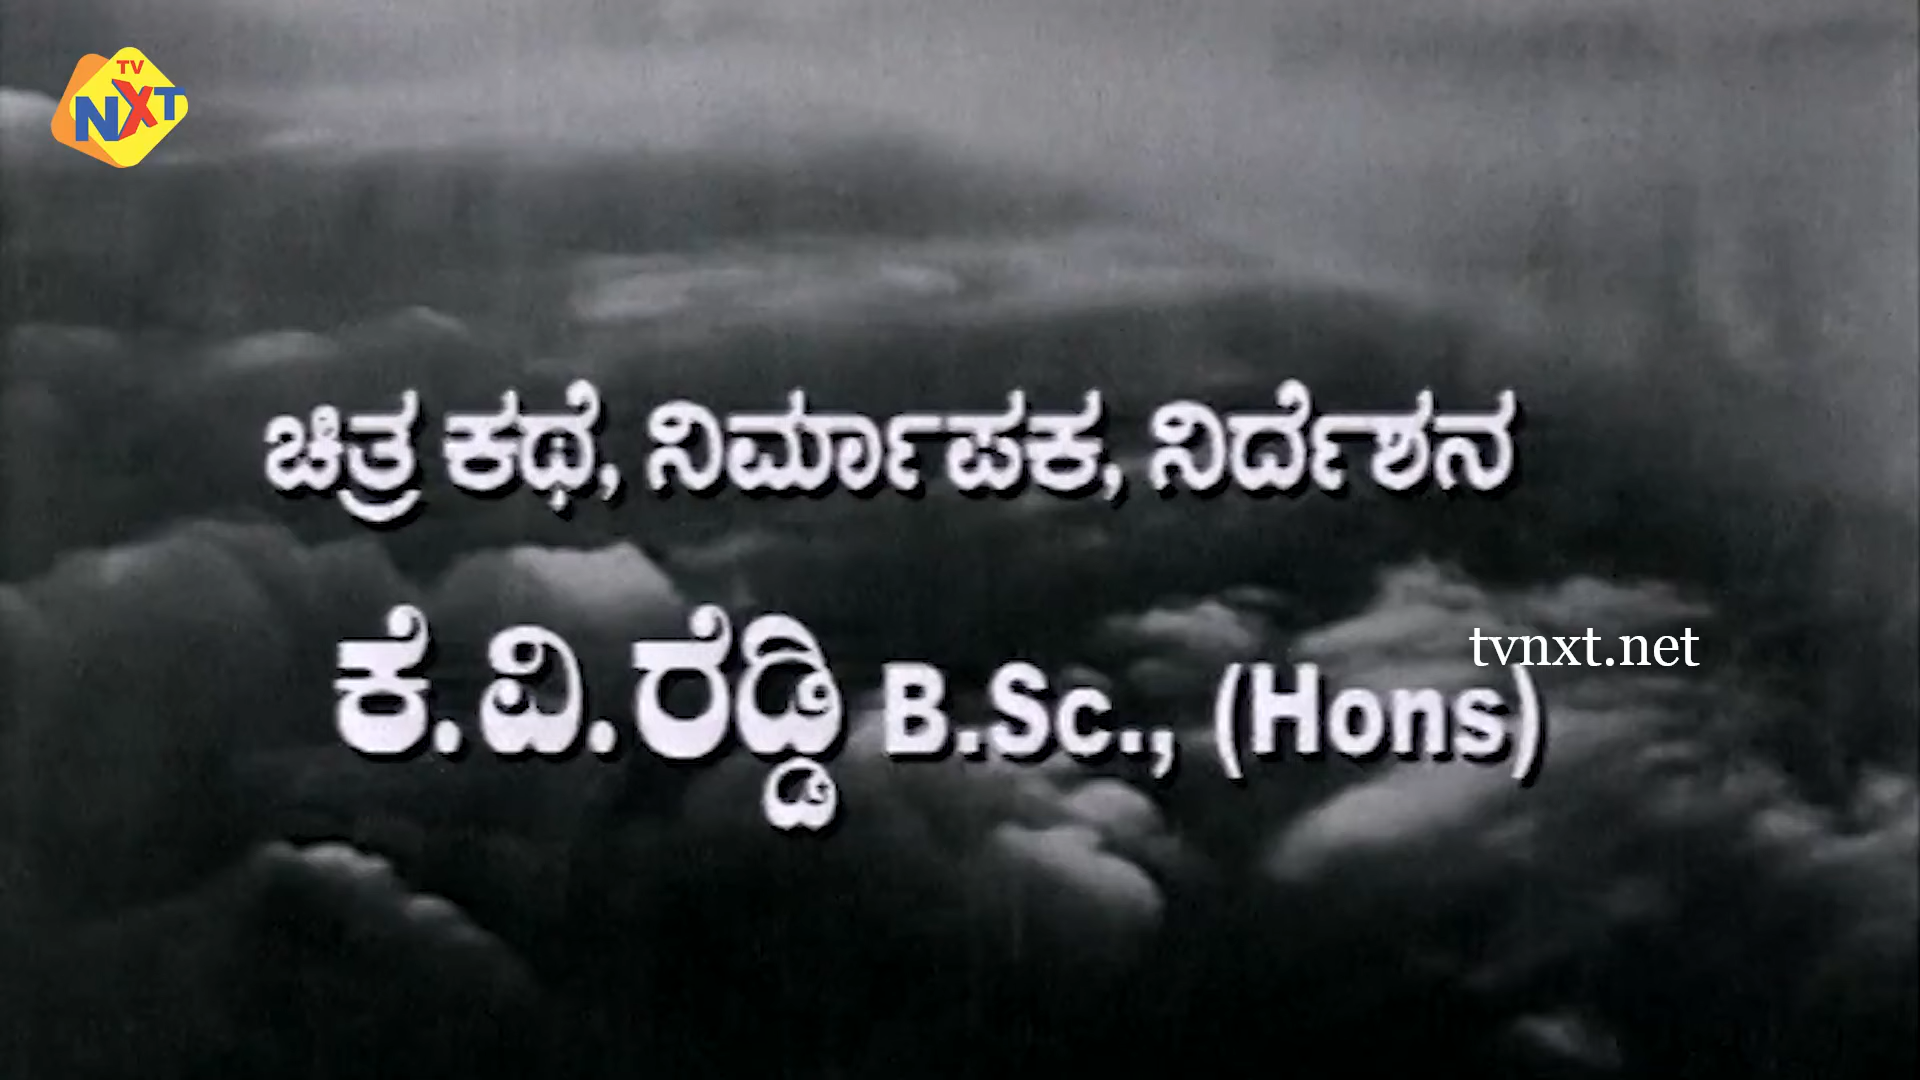 TV
NXT
ಚಿತ್ರ ಕಥೆ, ನಿರ್ಮಾಪಕ, ನಿರ್ದೇಶನ
tvnxt.net
ಕೆ.ವಿ.ರೆಡ್ಡಿ B.Sc., (Hons)